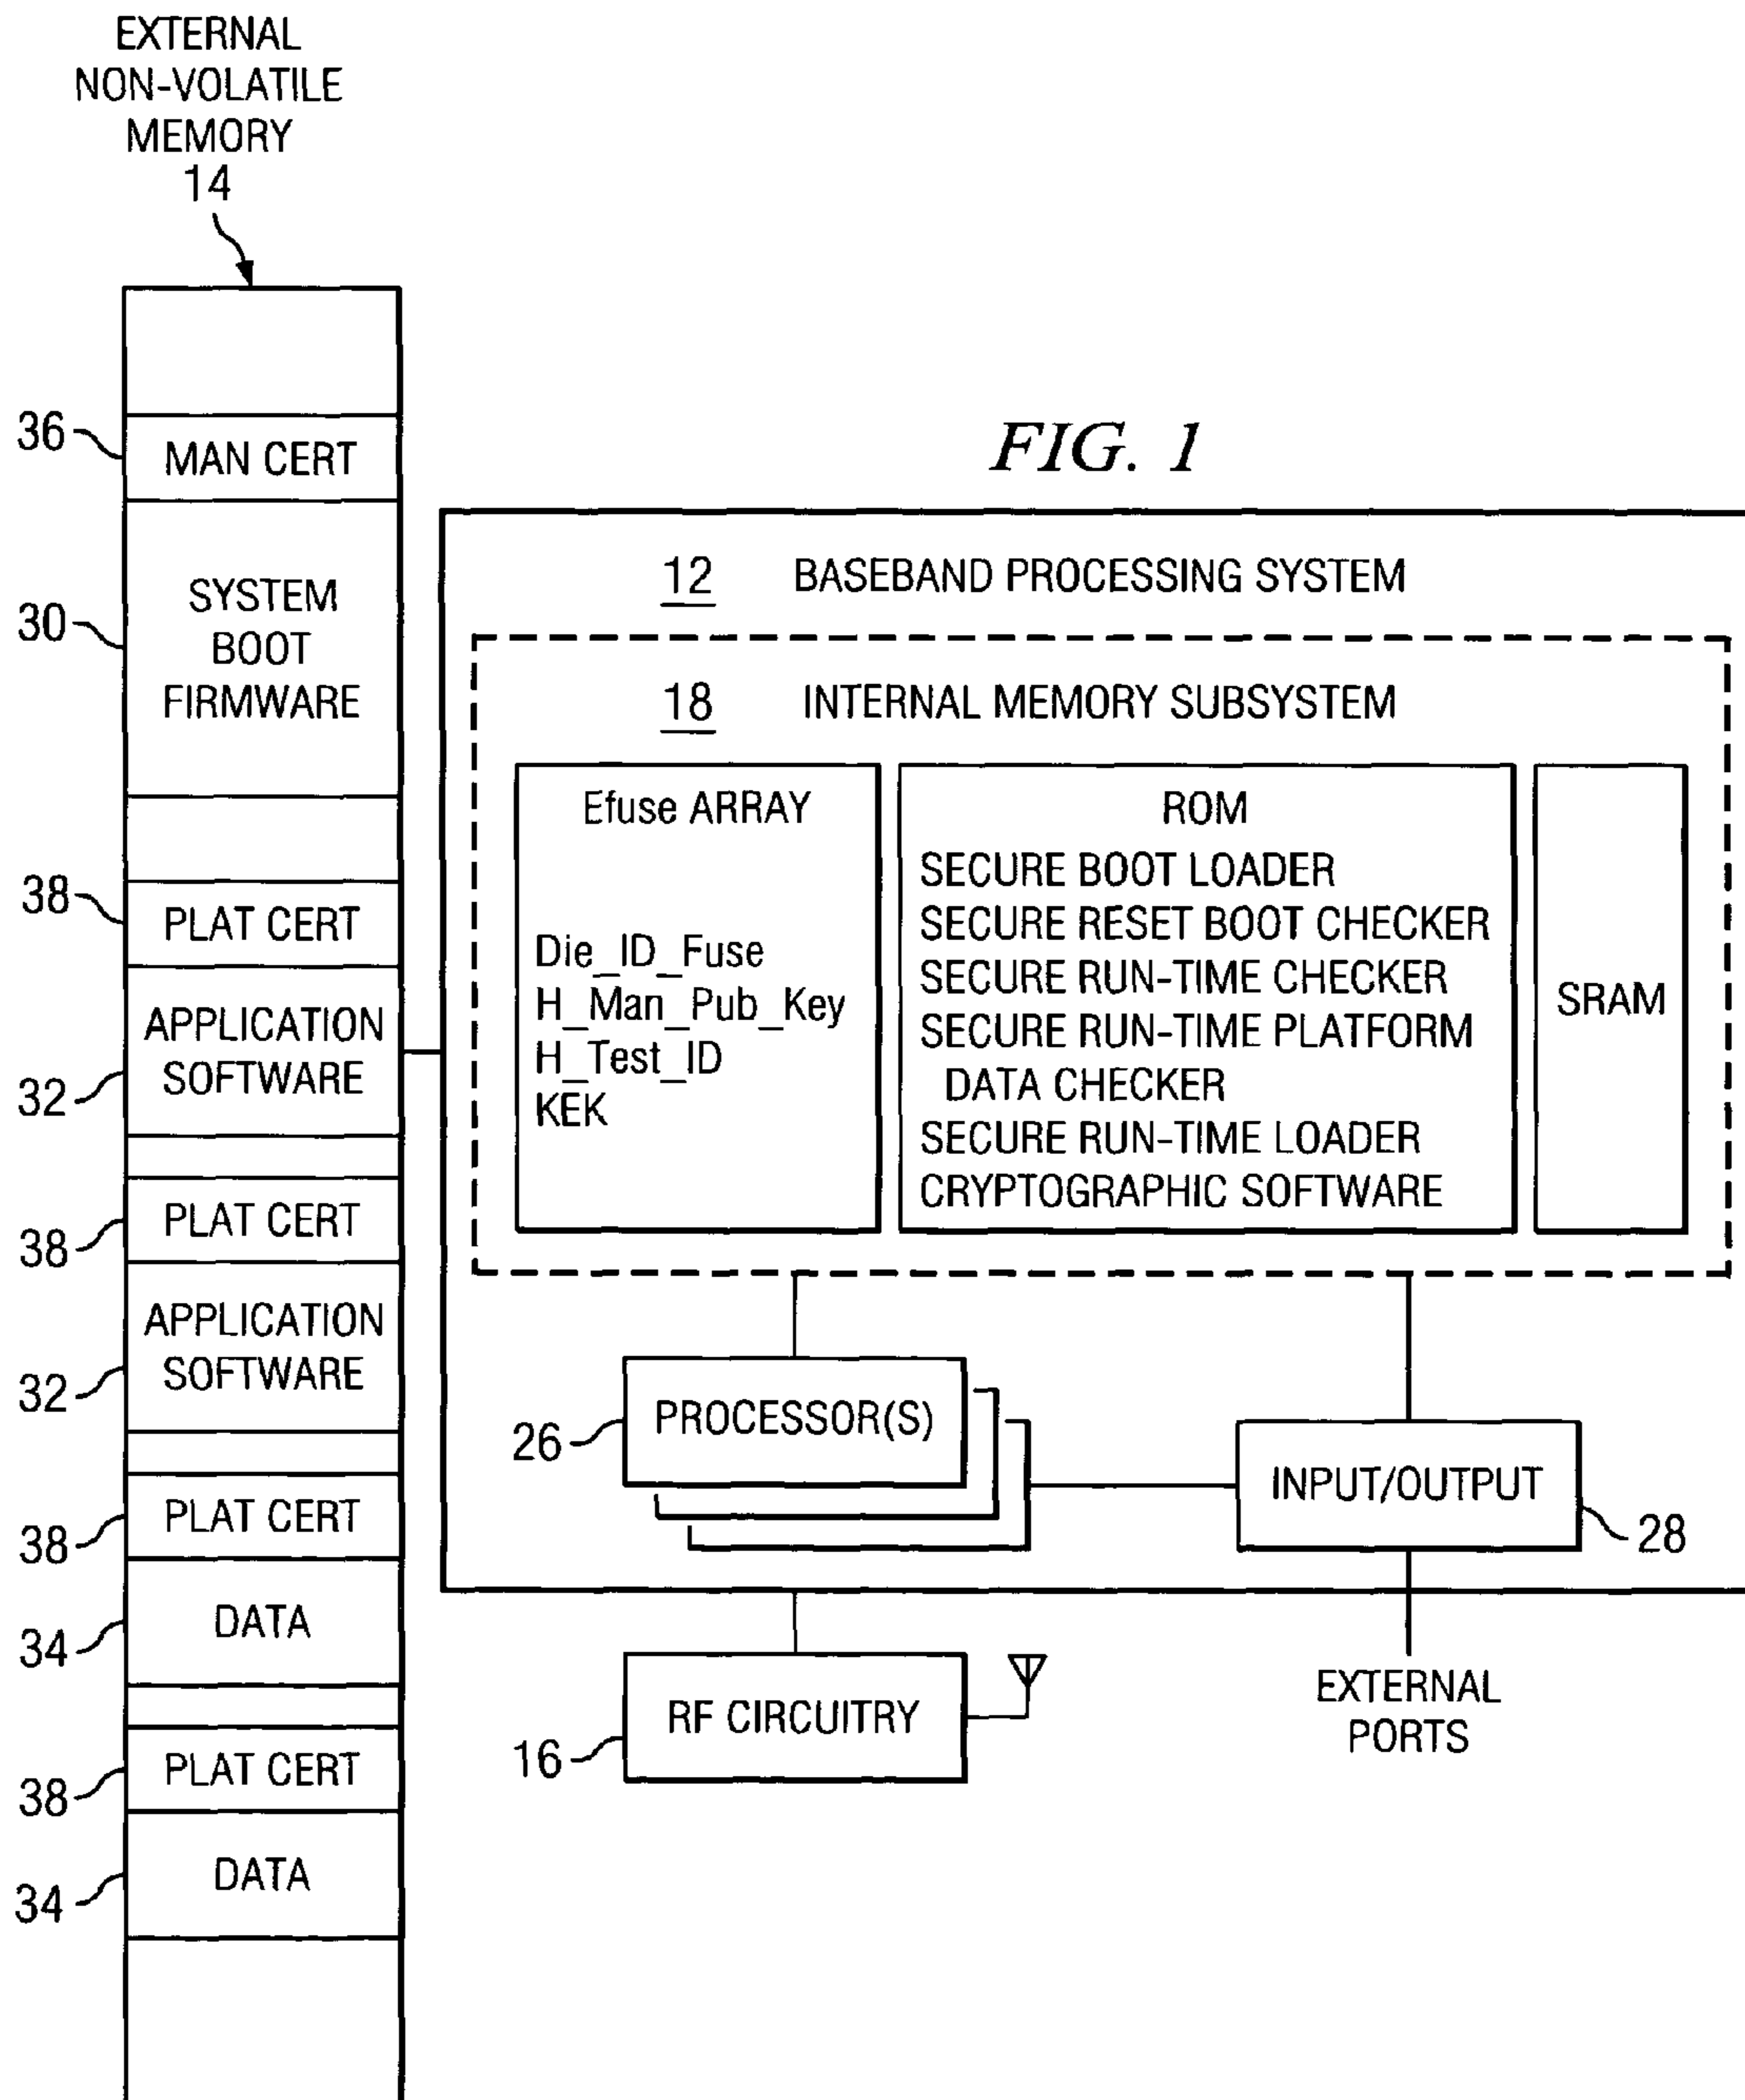 EXTERNAL
NON-VOLATILE
MEMORY
14
36
MAN CERT
30
SYSTEM
BOOT
FIRMWARE
38
PLAT CERT
32
APPLICATION
SOFTWARE
38
PLAT CERT
32
APPLICATION
SOFTWARE
38
PLAT CERT
34
DATA
38
PLAT CERT
34
DATA
FIG. 1
12 BASEBAND PROCESSING SYSTEM
18 INTERNAL MEMORY SUBSYSTEM
Efuse ARRAY
Die_ID_Fuse
H_Man_Pub_Key
H_Test_ID
KEK
ROM
SECURE BOOT LOADER
SECURE RESET BOOT CHECKER
SECURE RUN-TIME CHECKER
SECURE RUN-TIME PLATFORM
DATA CHECKER
SECURE RUN-TIME LOADER
CRYPTOGRAPHIC SOFTWARE
SRAM
26
PROCESSOR(S)
INPUT/OUTPUT
28
16
RF CIRCUITRY
EXTERNAL
PORTS